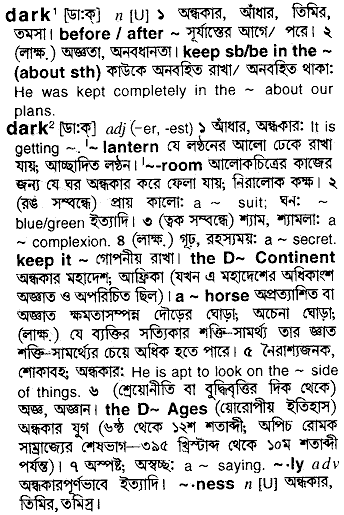 dark¹ [ডা:ক্] n [U] ১ অন্ধকার, আঁধার, তিমির,
তমসা। before / after ~ সূর্যাস্তের আগে/ পরে। ২
(লাক্ষ.) অজ্ঞতা, অনবধানতা। keep sb/be in the ~
(about sth) কাউকে অনবহিত রাখা/ অনবহিত থাকা:
He was kept completely in the ~ about our
plans.
dark² [ডা:ক্] adj (–er, -est) ১ আঁধার, অন্ধকার: It is
getting ~. ˈ~ lantern যে লণ্ঠনের আলো ঢেকে রাখা
যায়; আচ্ছাদিত লণ্ঠন। ˈ~-room আলোকচিত্রের কাজের
জন্য যে ঘর অন্ধকার করে ফেলা যায়; নিরালোক কক্ষ। ২
(রঙ সম্বন্ধে) প্রায় কালো: a ~ suit; ঘন: ~
blue/green ইত্যাদি। ৩ (ত্বক সম্বন্ধে) শ্যাম, শ্যামলা: a
~ complexion. ৪ (লাক্ষ.) গূঢ়, রহস্যময়: a ~ secret.
keep it ~ গোপনীয় রাখা। the D~ Continent
অন্ধকার মহাদেশ; আফ্রিকা (যখন এ মহাদেশের অধিকাংশ
অজ্ঞাত ও অপরিচিত ছিল)। a ~ horse অপ্রত্যাশিত বা
অজ্ঞাত ক্ষমতাসম্পন্ন দৌড়ের ঘোড়া; অচেনা ঘোড়া;
(লাক্ষ.) যে ব্যক্তির সত্যিকার শক্তি-সামর্থ্য তার জ্ঞাত
শক্তি-সামর্থ্যের চেয়ে অধিক হতে পারে। ৫ নৈরাশ্যজনক,
শোকাবহ; অন্ধকার: He is apt to look on the ~ side
of things. ৬ (শ্রেয়োনীতি বা বুদ্ধিবৃত্তির দিক থেকে)
অজ্ঞ, অজ্ঞান। the D~ Ages (য়োরোপীয় ইতিহাস)
অন্ধকার যুগ (৬ষ্ঠ থেকে ১২শ শতাব্দী; অপিচ রোমক
সাম্রাজ্যের শেষভাগ—৩৯৫ খ্রিস্টাব্দ থেকে ১০ম শতাব্দী
পর্যন্ত)। ৭ অস্পষ্ট; অস্বচ্ছ: a ~ saying. ~·ly adv
অন্ধকারপূর্ণভাবে ইত্যাদি। ~·ness n [U] অন্ধকার,
তিমির, তমিস্র।